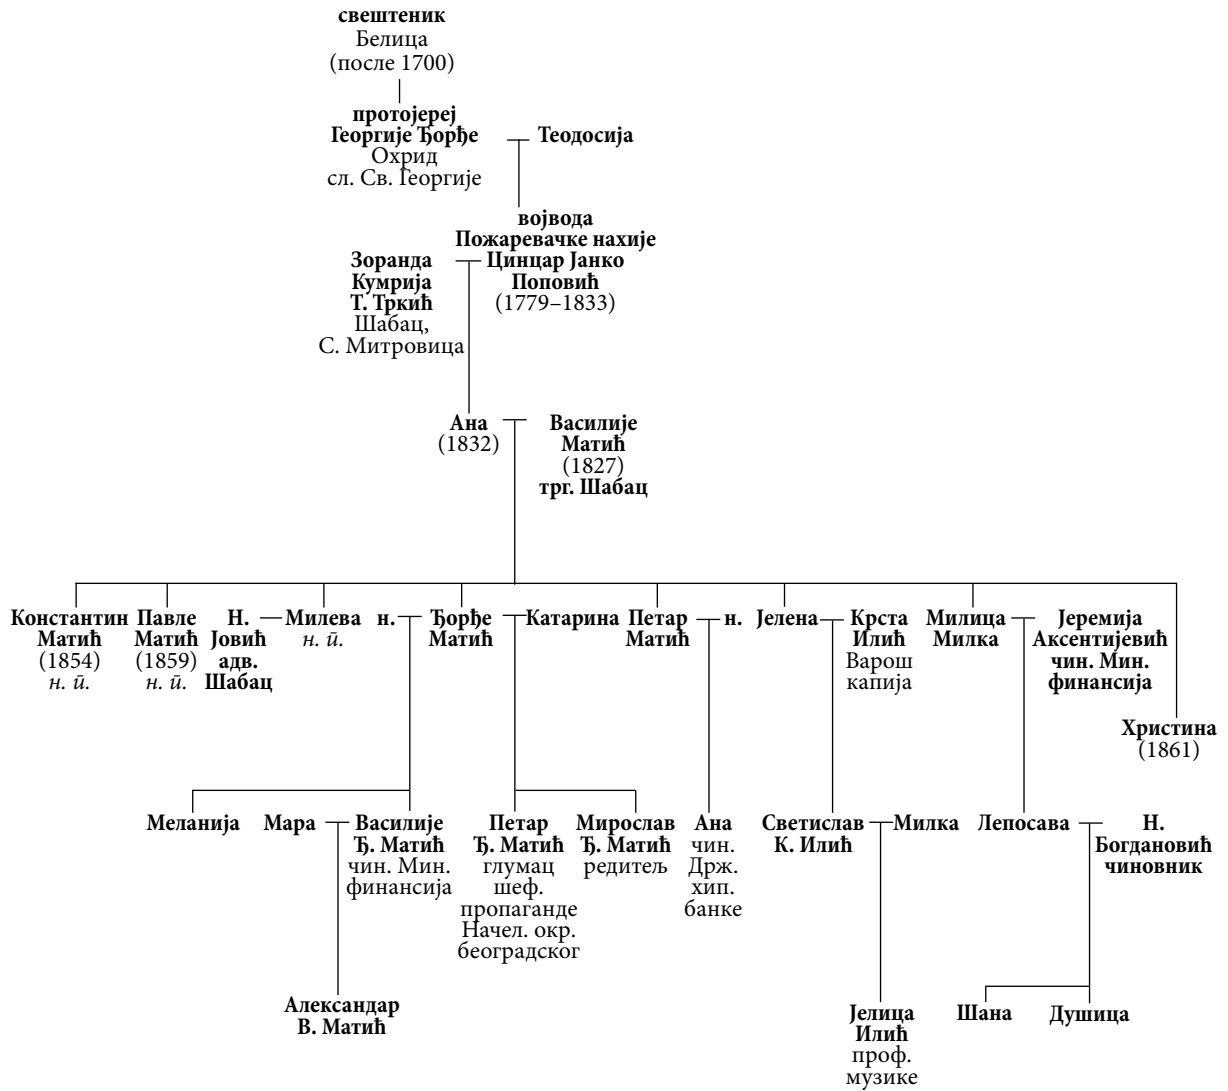 свештеник
Белица
(после 1700)
протојереј
Георгије Ђорђе
Охрид
сл. Св. Георгије
Теодосија
војвода
Пожаревачке нахије
Цинцар Јанко
Поповић
(1779–1833)
Зоранда
Кумрија
Т. Тркић
Шабац,
С. Митровица
Ана
(1832)
Василије
Матић
(1827)
трг. Шабац
Константин
Матић
(1854)
н. п̄.
Павле
Матић
(1859)
н. п̄.
Н.
Јовић
адв.
Шабац
Милева
н. п̄.
н.
Ђорђе
Матић
Катарина
Петар
Матић
н.
Јелена
Крста
Илић
Варош
капија
Милица
Милка
Јеремија
Аксентијевић
чин. Мин.
финансија
Христина
(1861)
Меланија
Мара
Василије
Ђ. Матић
чин. Мин.
финансија
Петар
Ђ. Матић
глумац
шеф.
пропаганде
Начел. окр.
београдског
Мирослав
Ђ. Матић
редитељ
Ана
чин.
Држ.
хип.
банке
Светислав
К. Илић
Милка
Лепосава
Н.
Богдановић
чиновник
Александар
В. Матић
Јелица
Илић
проф.
музике
Шана
Душица